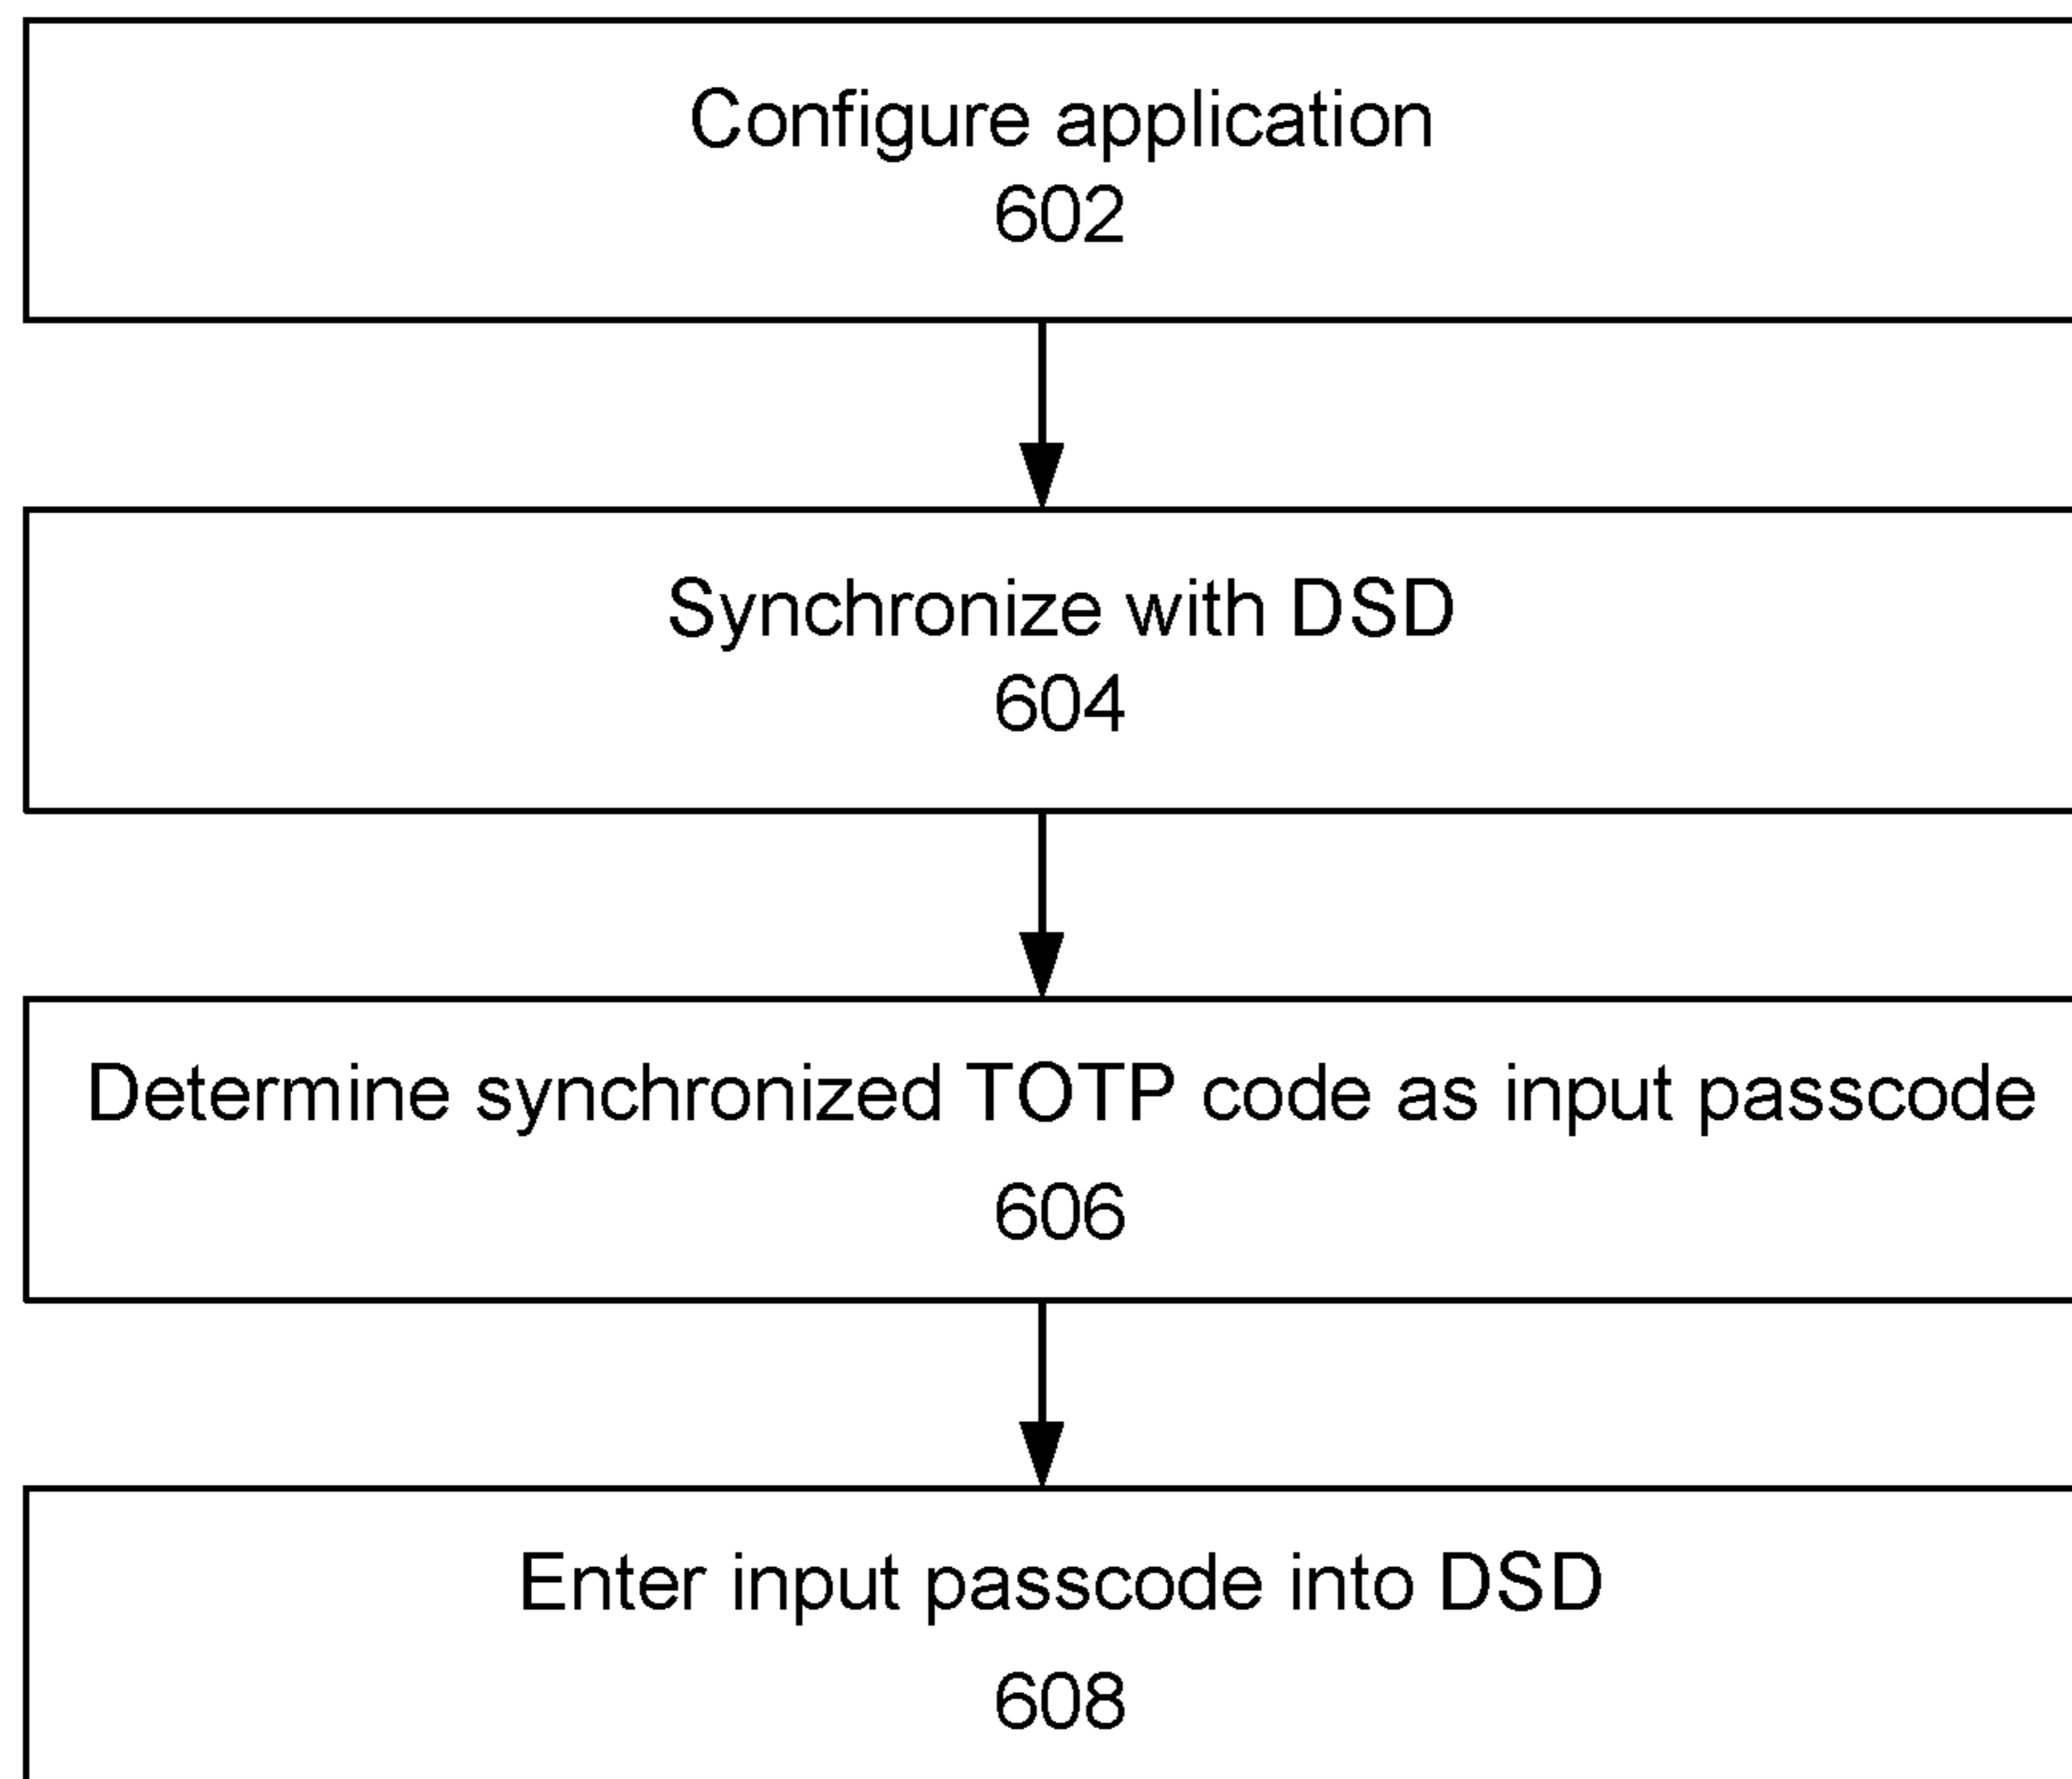 Configure application
602
Synchronize with DSD
604
Determine synchronized TOTP code as input passcode
606
Enter input passcode into DSD
608